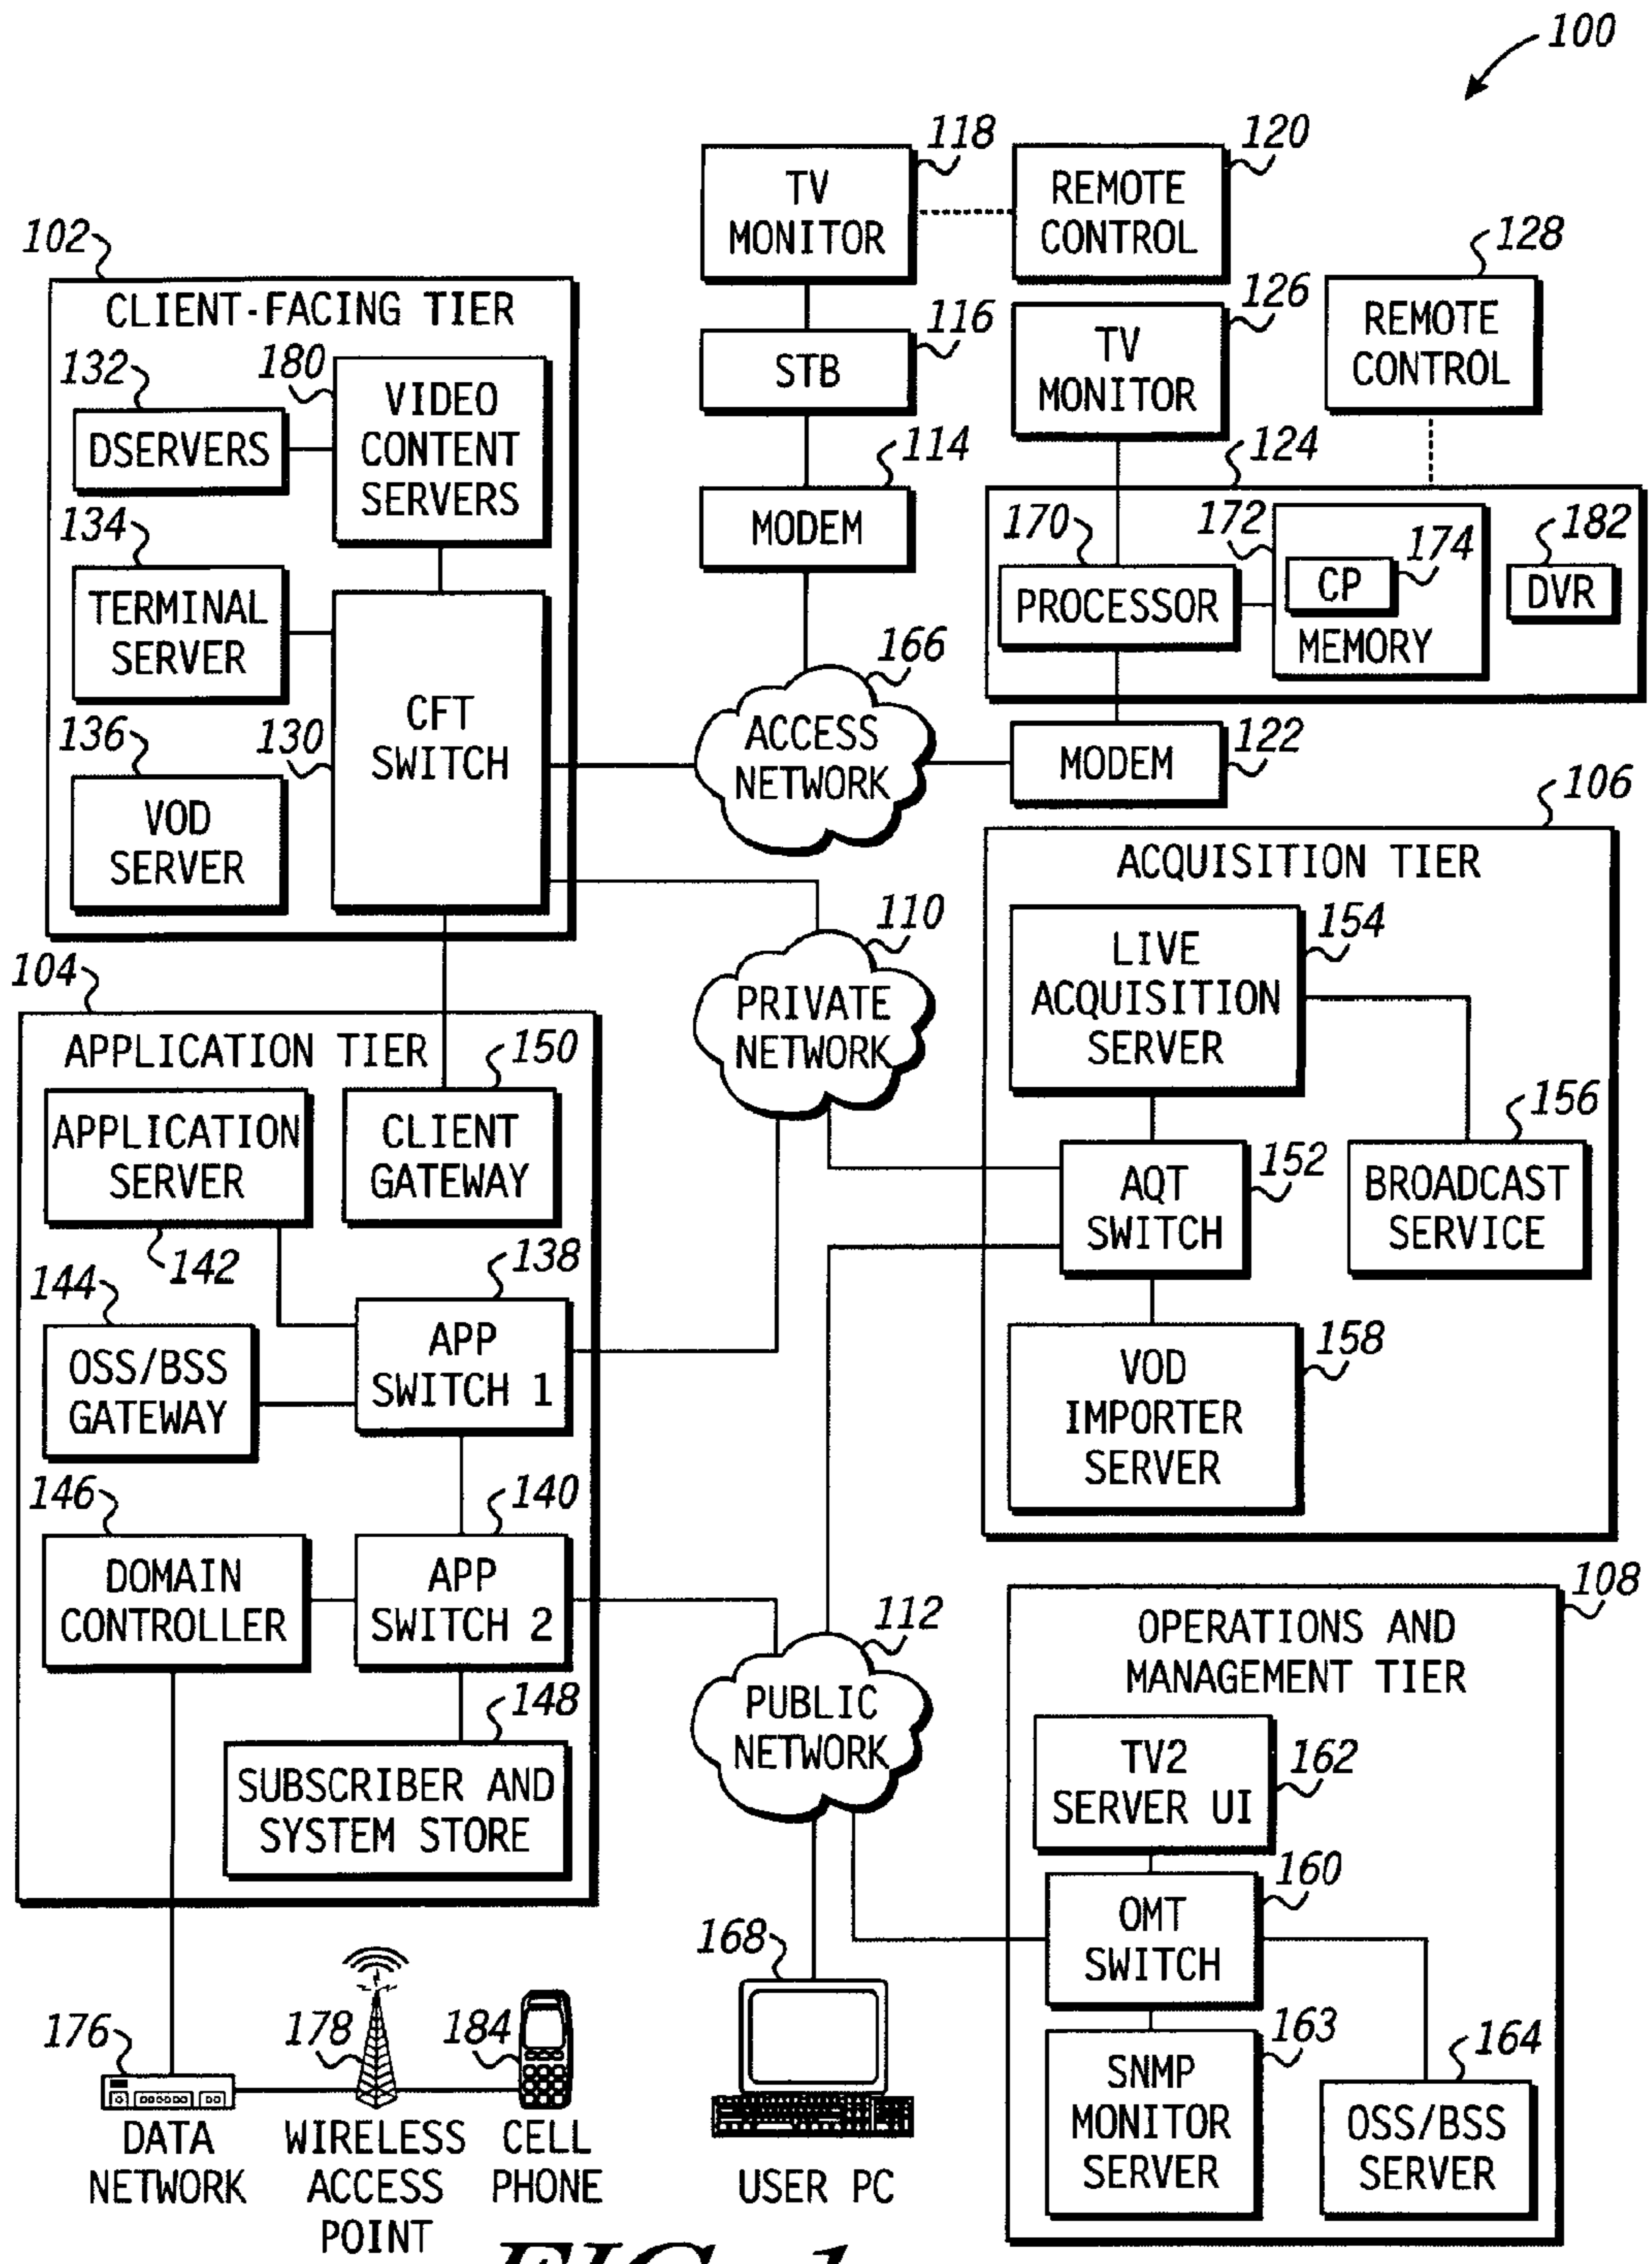 100
118
TV
MONITOR
120
REMOTE
CONTROL
102
CLIENT-FACING TIER
132
DSERVERS
180
VIDEO
CONTENT
SERVERS
134
TERMINAL
SERVER
136
VOD
SERVER
130
CFT
SWITCH
116
STB
114
MODEM
126
TV
MONITOR
128
REMOTE
CONTROL
124
170
PROCESSOR
172
174
CP
MEMORY
182
DVR
166
ACCESS
NETWORK
122
MODEM
106
ACQUISITION TIER
154
LIVE
ACQUISITION
SERVER
110
PRIVATE
NETWORK
152
AQT
SWITCH
156
BROADCAST
SERVICE
158
VOD
IMPORTER
SERVER
104
APPLICATION TIER
150
CLIENT
GATEWAY
APPLICATION
SERVER
142
138
APP
SWITCH 1
144
OSS/BSS
GATEWAY
146
DOMAIN
CONTROLLER
140
APP
SWITCH 2
148
SUBSCRIBER AND
SYSTEM STORE
112
PUBLIC
NETWORK
108
OPERATIONS AND
MANAGEMENT TIER
TV2
SERVER UI
162
160
OMT
SWITCH
163
SNMP
MONITOR
SERVER
164
OSS/BSS
SERVER
168
USER PC
176
DATA
NETWORK
178
WIRELESS
ACCESS
POINT
184
CELL
PHONE
FIG. 1